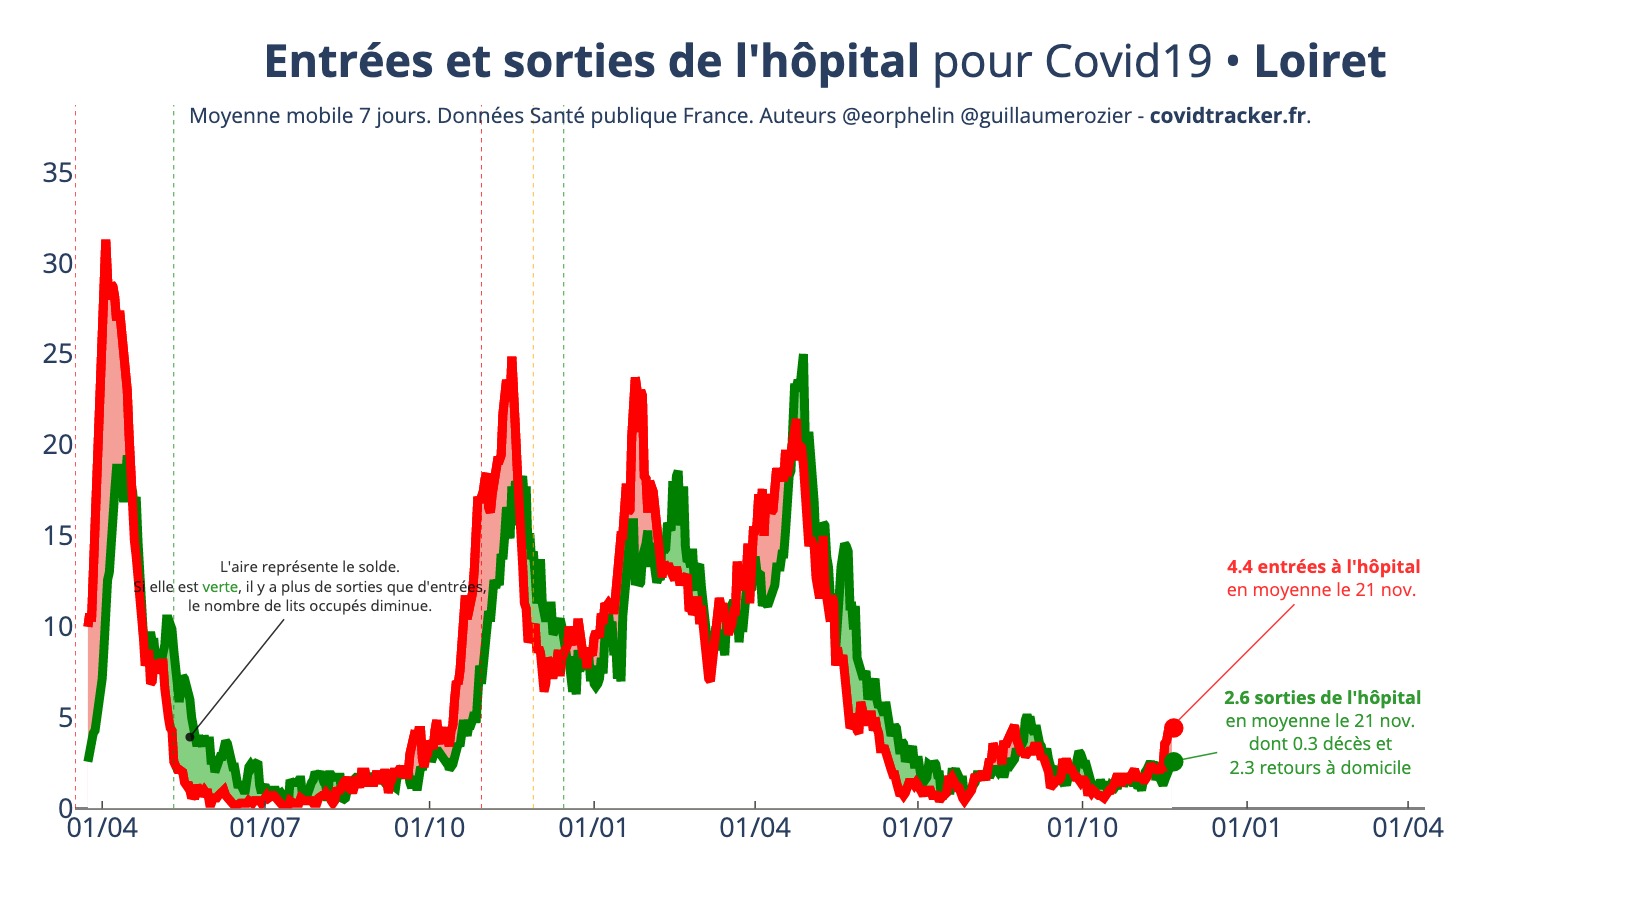 Entrées et sorties de l'hôpital pour Covid19 • Loiret
Moyenne mobile 7 jours. Données Santé publique France. Auteurs @eorphelin @guillaumerozier - covidtracker.fr.
35
30
25
20
15
10
5
0
L'aire représente le solde.
Si elle est verte, il y a plus de sorties que d'entrées,
le nombre de lits occupés diminue.
4.4 entrées à l'hôpital
en moyenne le 21 nov.
2.6 sorties de l'hôpital
en moyenne le 21 nov.
dont 0.3 décès et
2.3 retours à domicile
01/04 01/07 01/10 01/01 01/04 01/07 01/10 01/01 01/04